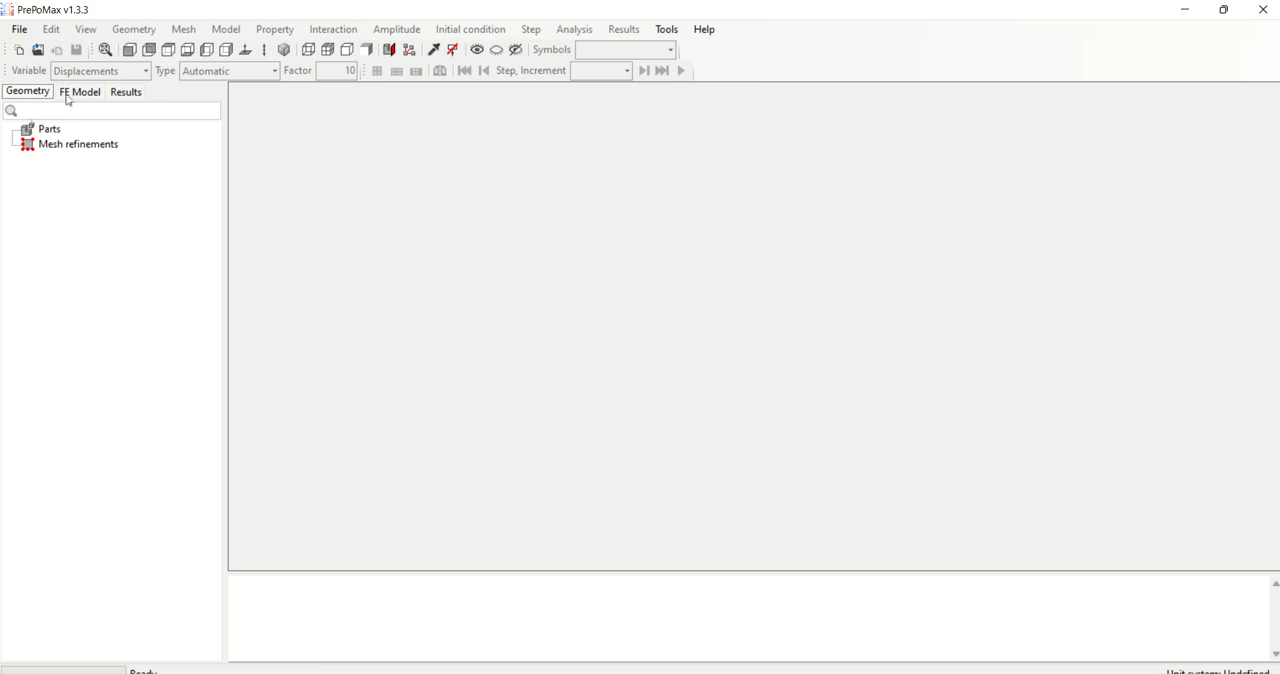 PrePoMax v1.3.3
File Edit View Geometry Mesh Model Property Interaction Amplitude Initial condition Step Analysis Results Tools Help
Symbols
Variable Displacements Type Automatic Factor 10 Step, Increment
Geometry FE Model Results
Parts
Mesh refinements
Ready Unit system: Undefined